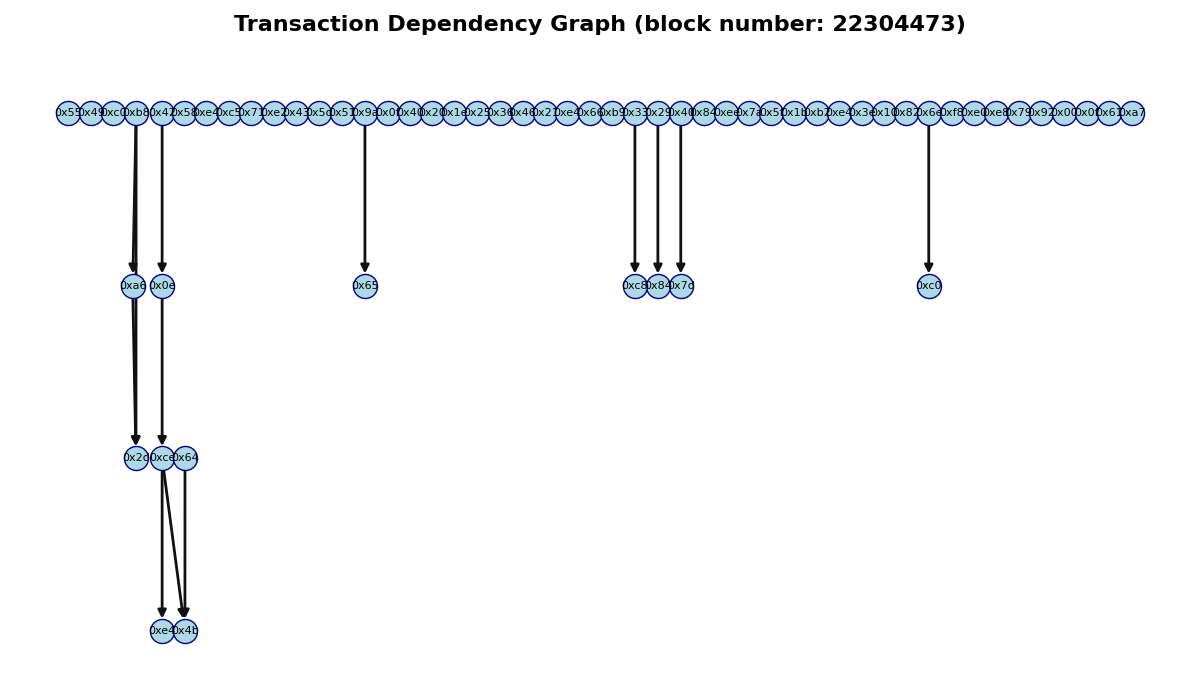 Transaction Dependency Graph (block number: 22304473)
0x55 0x49 0xc0 0xb8 0x42 0x58 0xe4 0xc5 0x71 0xe2 0x43 0x5d 0x51 0x9a 0x0f 0x40 0x20 0x1e 0x25 0x36 0x46 0x21 0xe4 0x66 0xb9 0x33 0x29 0x40 0x84 0xee 0x7a 0x5f 0x1b 0xb2 0xe4 0x3e 0x10 0x82 0x6e 0xf8 0xe0 0xe8 0x79 0x92 0x00 0x0f 0x61 0xa7
0xa6 0x0e 0x65 0xc8 0x84 0x7d 0xc0
0x2d 0xce 0x64
0xe4 0x4b